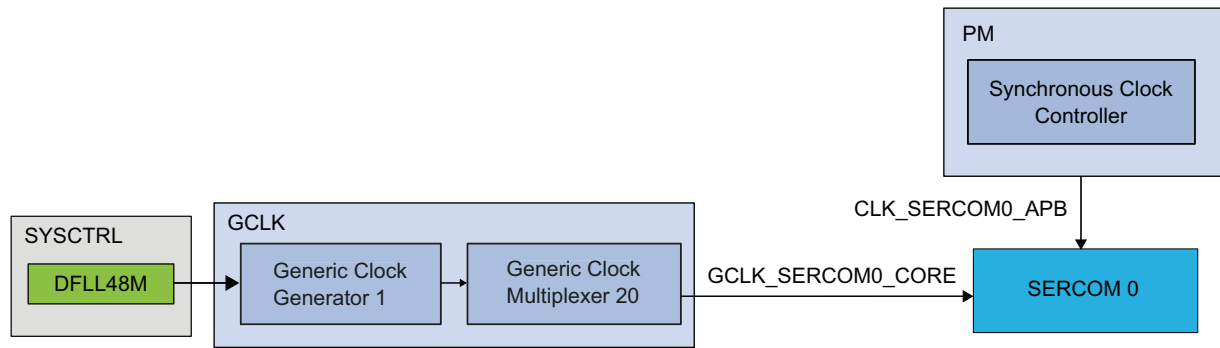 PM
Synchronous Clock
Controller
CLK_SERCOM0_APB
SYSCTRL
DFLL48M
GCLK
Generic Clock
Generator 1
Generic Clock
Multiplexer 20
GCLK_SERCOM0_CORE
SERCOM 0